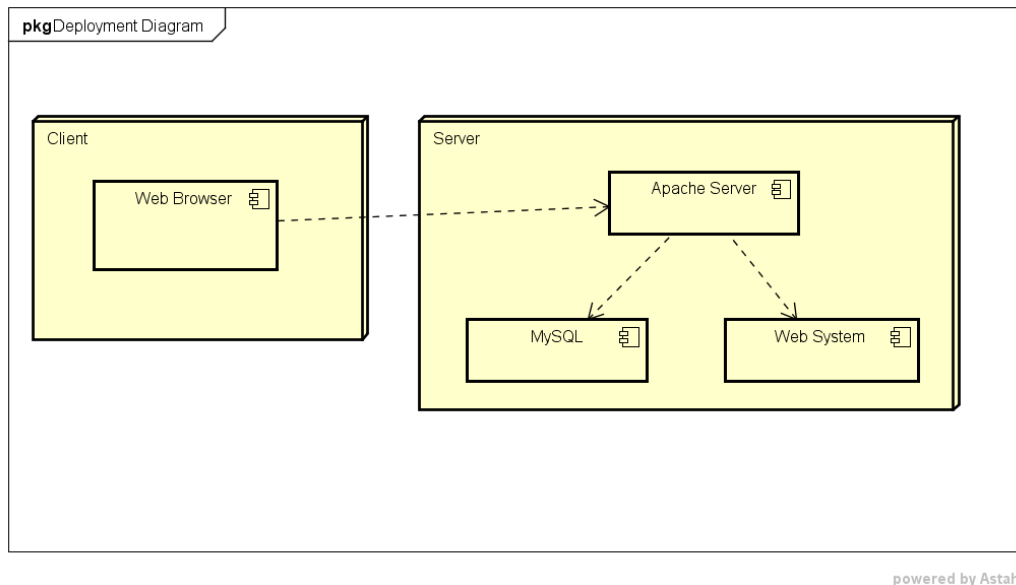 pkgDeployment Diagram
Client
Server
Web Browser
Apache Server
MySQL
Web System
powered by Astah